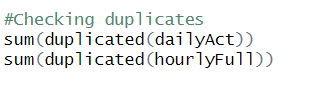 #Checking duplicates
sum(duplicated(dailyAct))
sum(duplicated(hourlyFull))